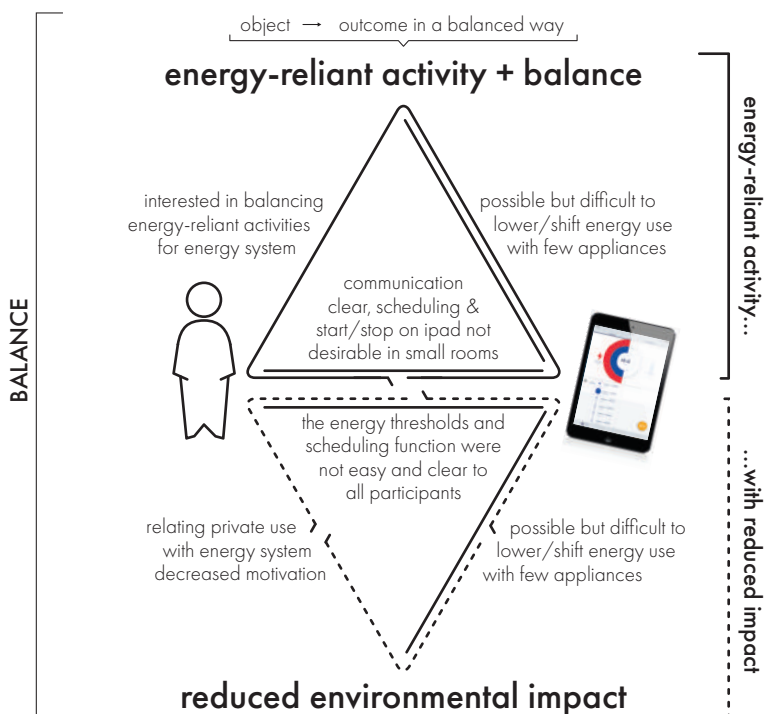 object → outcome in a balanced way
energy-reliant activity + balance
interested in balancing
energy-reliant activities
for energy system
possible but difficult to
lower/shift energy use
with few appliances
communication
clear, scheduling &
start/stop on ipad not
desirable in small rooms
energy-reliant activity...
BALANCE
the energy thresholds and
scheduling function were
not easy and clear to
all participants
relating private use
with energy system
decreased motivation
possible but difficult to
lower/shift energy use
with few appliances
...with reduced impact
reduced environmental impact